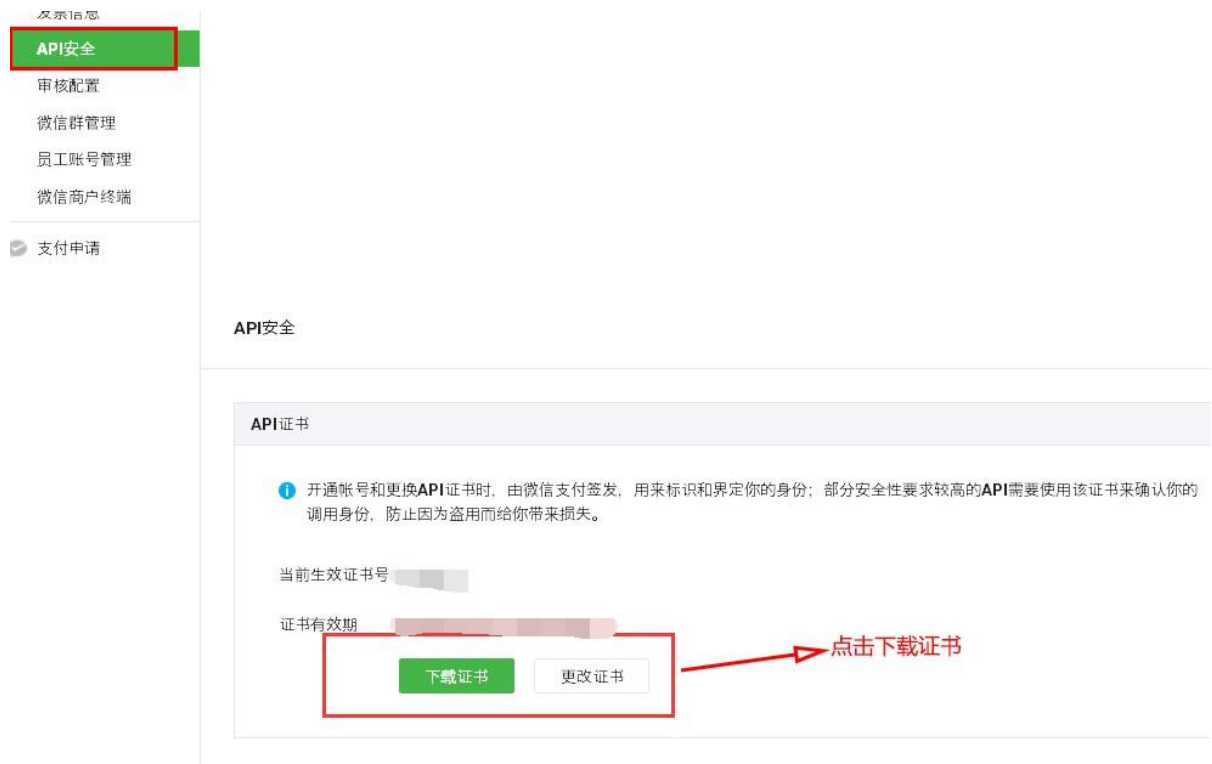 发票信息
API安全
审核配置
微信群管理
员工账号管理
微信商户终端
支付申请
API安全
API证书
开通帐号和更换API证书时，由微信支付签发，用来标识和界定你的身份；部分安全性要求较高的API需要使用该证书来确认你的
调用身份，防止因为盗用而给你带来损失。
当前生效证书号
证书有效期
下载证书
更改证书
点击下载证书